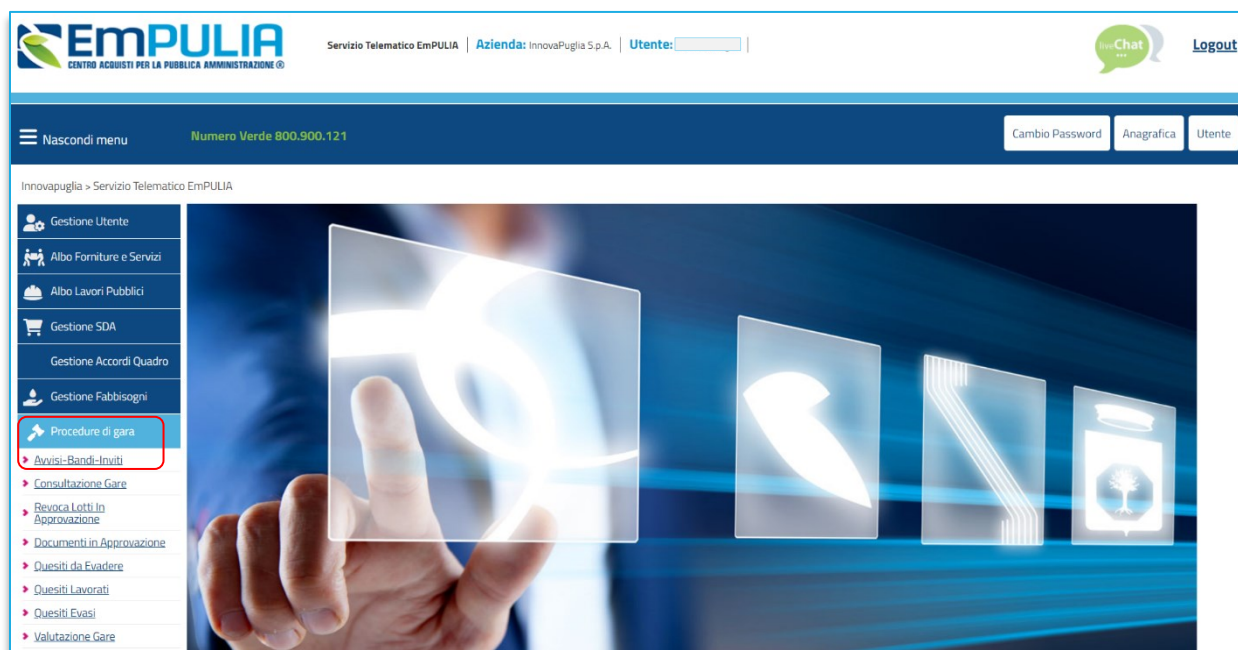 EmPULIA
CENTRO ACQUISTI PER LA PUBBLICA AMMINISTRAZIONE ®
Servizio Telematico EmPULIA | Azienda: InnovaPuglia S.p.A. | Utente: |
liveChat
...
Logout
Nascondi menu
Numero Verde 800.900.121
Cambio Password
Anagrafica
Utente
Innovapuglia > Servizio Telematico EmPULIA
Gestione Utente
Albo Forniture e Servizi
Albo Lavori Pubblici
Gestione SDA
Gestione Accordi Quadro
Gestione Fabbisogni
Procedure di gara
Avvisi-Bandi-Inviti
Consultazione Gare
Revoca Lotti In
Approvazione
Documenti in Approvazione
Quesiti da Evadere
Quesiti Lavorati
Quesiti Evasi
Valutazione Gare